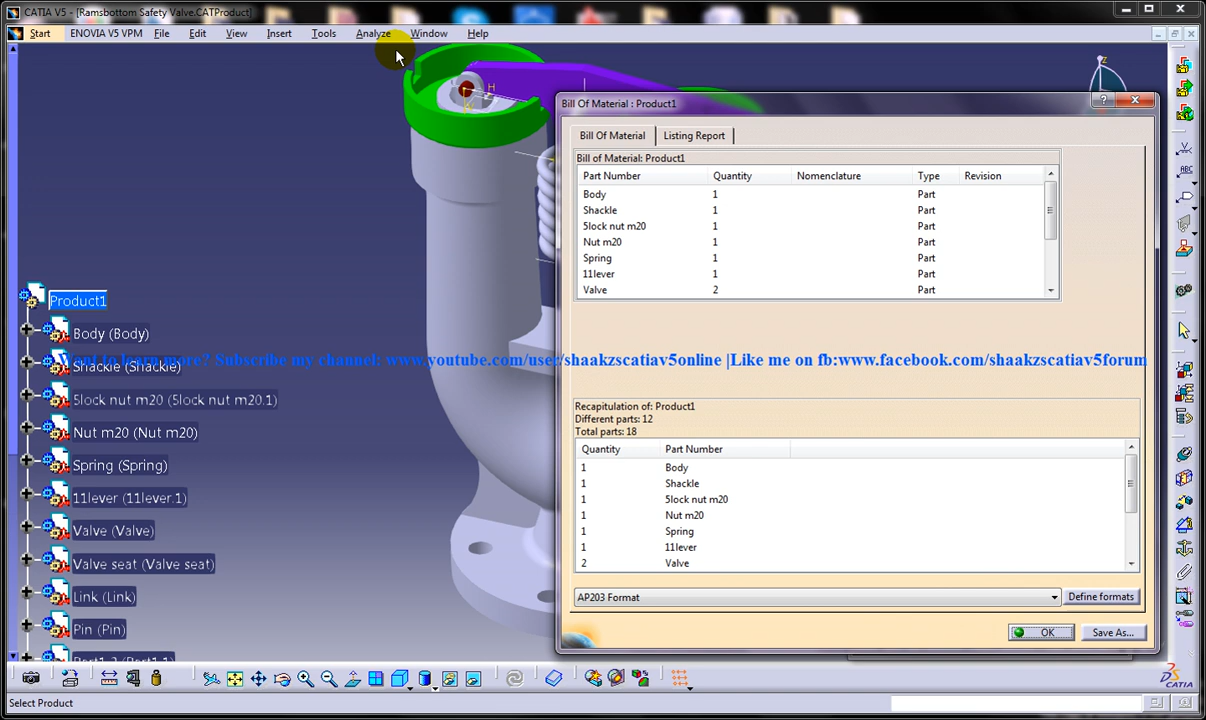 CATIA V5 - [Ramsbottom Safety Valve.CATProduct]
Start ENOVIA V5 VPM File Edit View Insert Tools Analyze Window Help
Bill Of Material : Product1
Bill Of Material Listing Report
Bill of Material: Product1
Part Number Quantity Nomenclature Type Revision
Body 1 Part
Shackle 1 Part
5lock nut m20 1 Part
Nut m20 1 Part
Spring 1 Part
11lever 1 Part
Valve 2 Part
Product1
Body (Body)
Shackle (Shackle)
5lock nut m20 (5lock nut m20.1)
Nut m20 (Nut m20)
Spring (Spring)
11lever (11lever.1)
Valve (Valve)
Valve seat (Valve seat)
Link (Link)
Pin (Pin)
Want to learn more? Subscribe my channel: www.youtube.com/user/shaakzscatiav5online |Like me on fb:www.facebook.com/shaakzscatiav5forum
Recapitulation of: Product1
Different parts: 12
Total parts: 18
Quantity Part Number
1 Body
1 Shackle
1 5lock nut m20
1 Nut m20
1 Spring
1 11lever
2 Valve
AP203 Format Define formats
OK Save As...
H
z
ABC
CATIA
Select Product